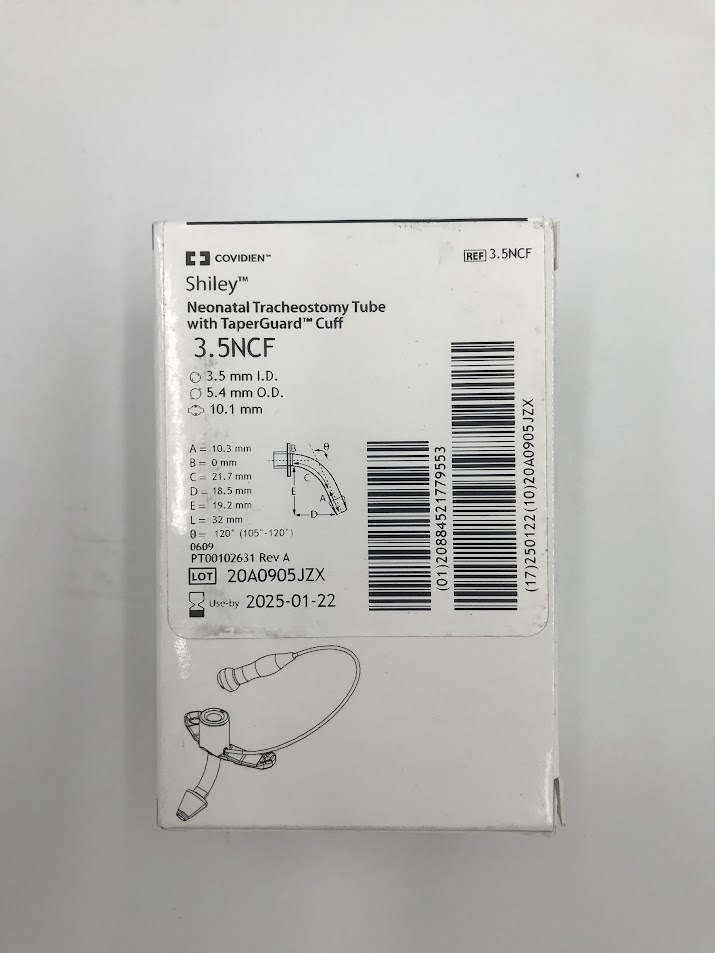 COVIDIEN™
REF 3.5NCF
Shiley™
Neonatal Tracheostomy Tube
with TaperGuard™ Cuff
3.5NCF
3.5 mm I.D.
5.4 mm O.D.
10.1 mm
A = 10.3 mm
B = 0 mm
C = 21.7 mm
D = 18.5 mm
E = 19.2 mm
L = 32 mm
θ = 120° (105°-120°)
B
θ
C
E
A
D
0609
PT00102631 Rev A
LOT 20A0905JZX
Use-by 2025-01-22
(01)20884521779553
(17)250122(10)20A0905JZX